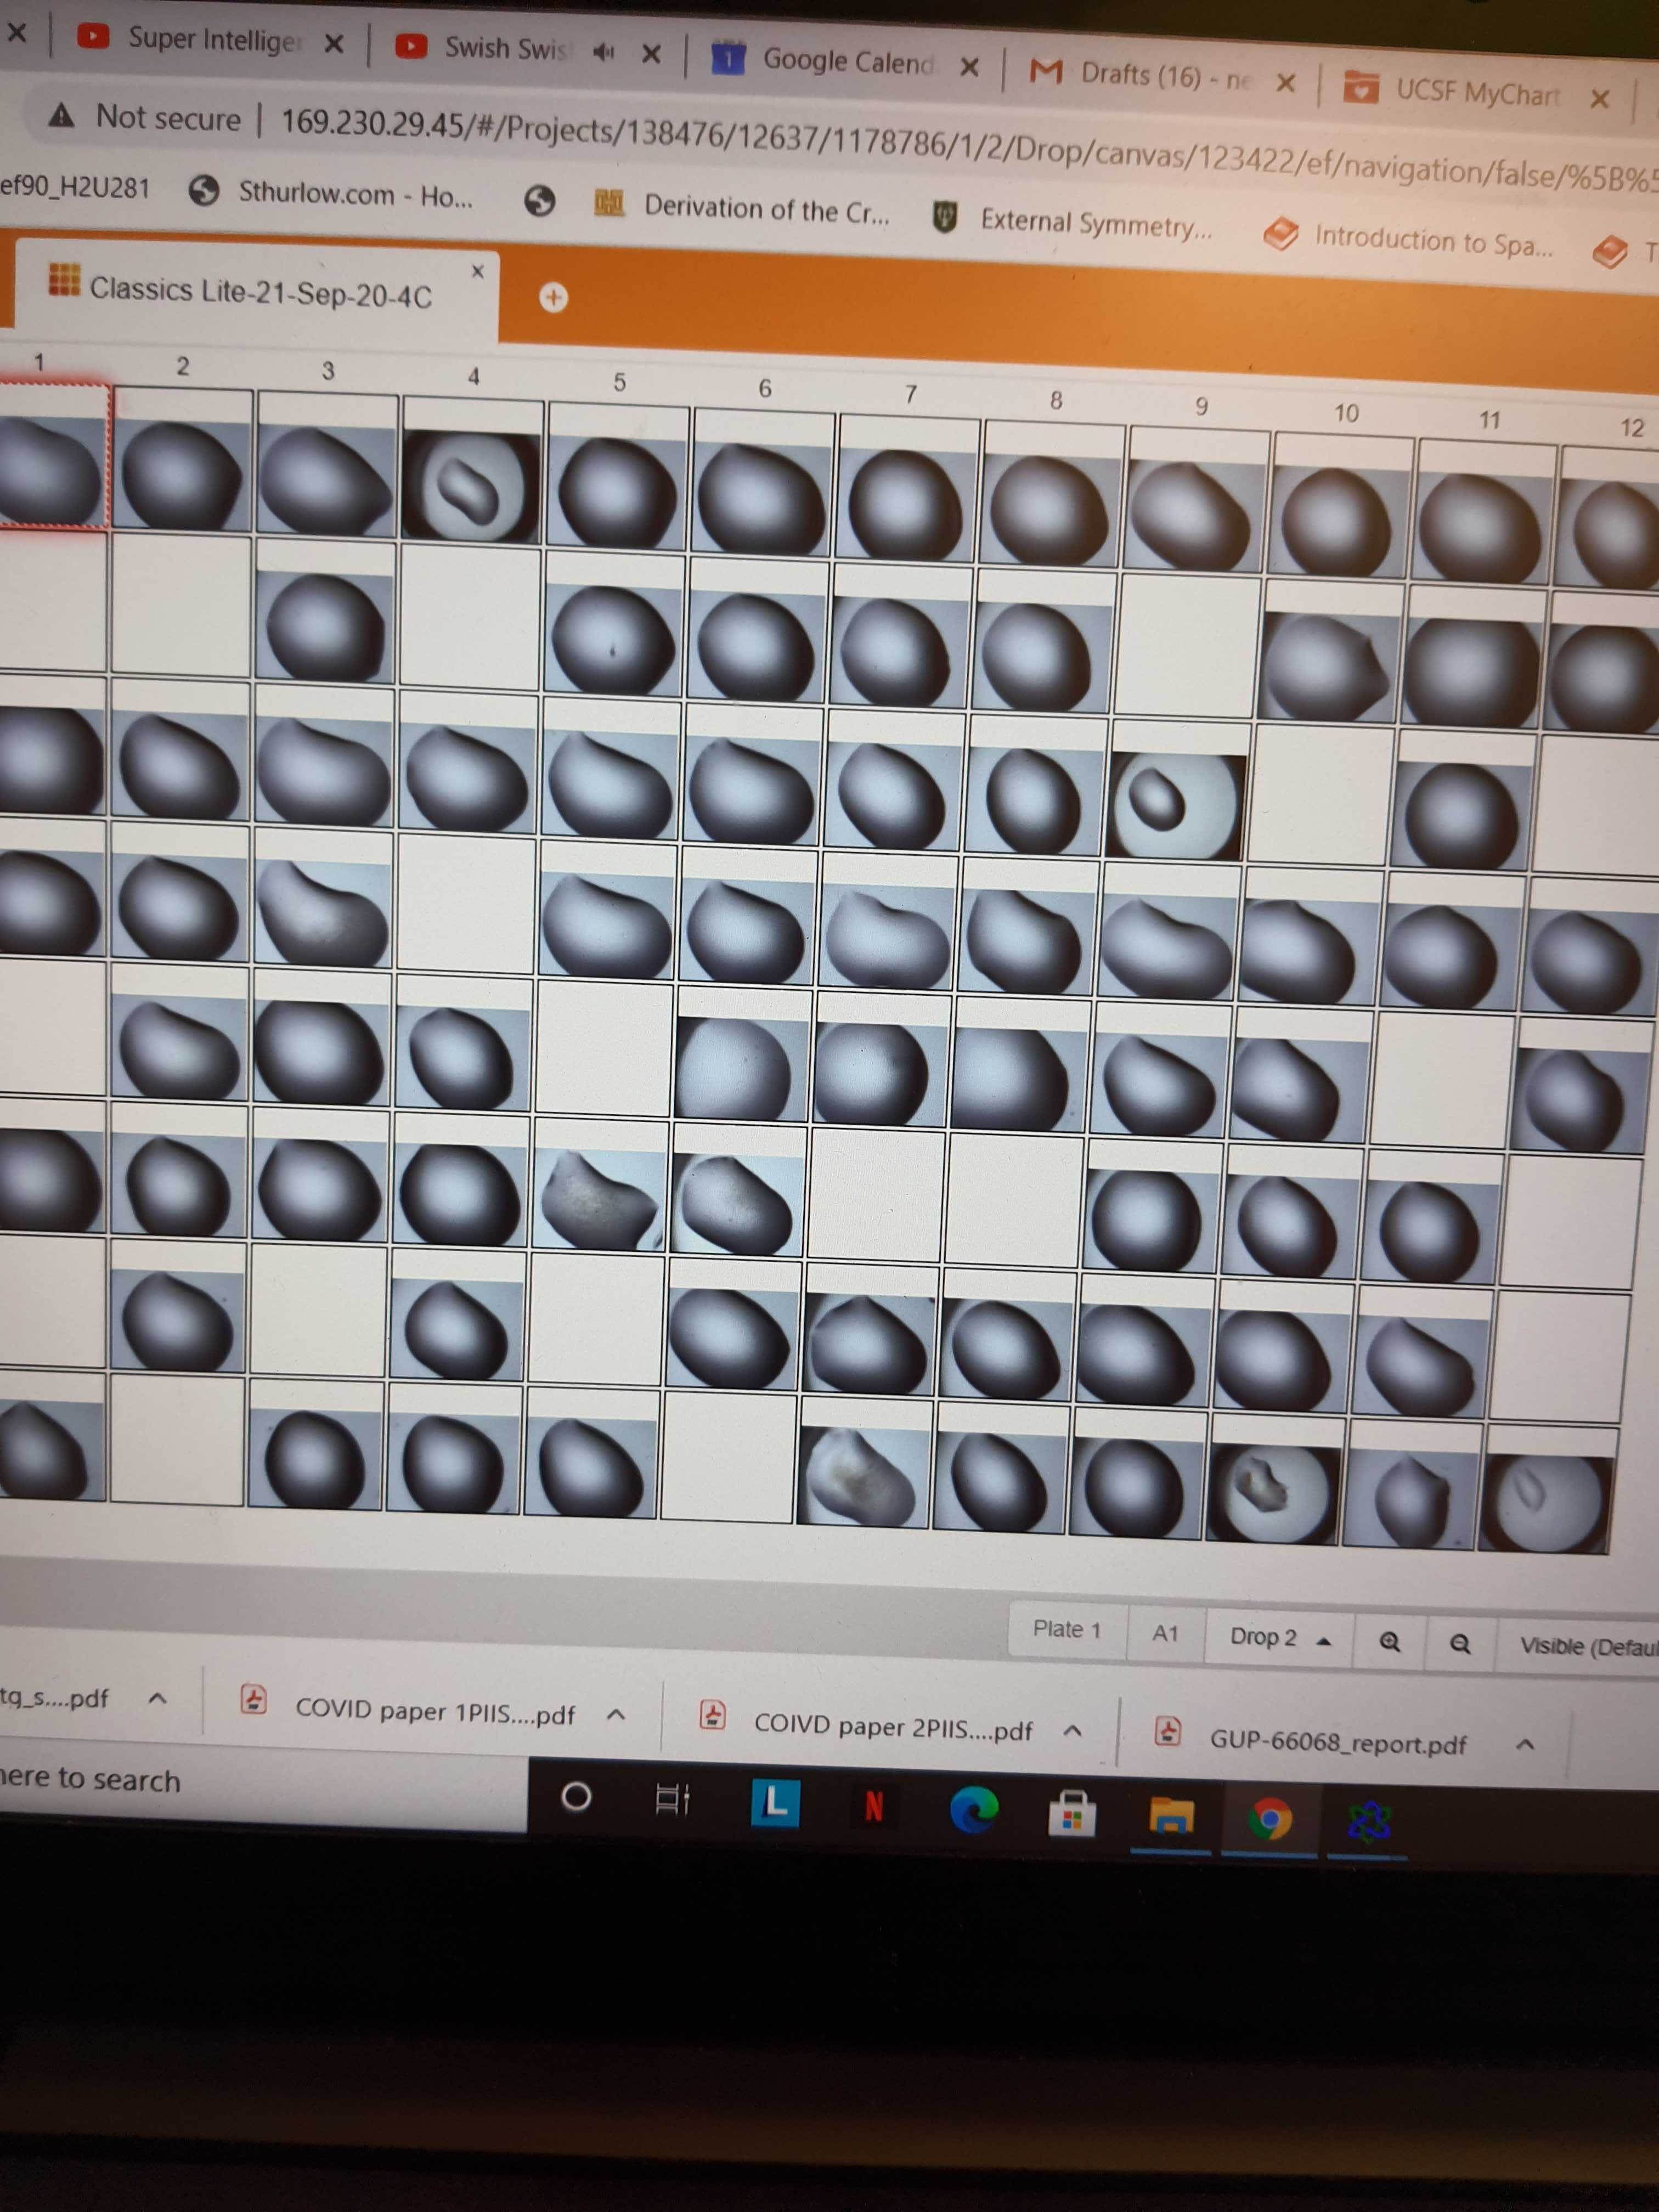 Super Intelliger
Swish Swis
1
Google Calend
Drafts (16) - ne
UCSF MyChart
Not secure | 169.230.29.45/#/Projects/138476/12637/1178786/1/2/Drop/canvas/123422/ef/navigation/false/%5B%5
ef90_H2U281
Sthurlow.com - Ho...
Derivation of the Cr...
External Symmetry...
Introduction to Spa...
T
Classics Lite-21-Sep-20-4C
1 2 3 4 5 6 7 8 9 10 11 12
Plate 1
A1
Drop 2
Visible (Defaul
tg_s....pdf
COVID paper 1PIIS....pdf
COIVD paper 2PIIS....pdf
GUP-66068_report.pdf
here to search
L
N